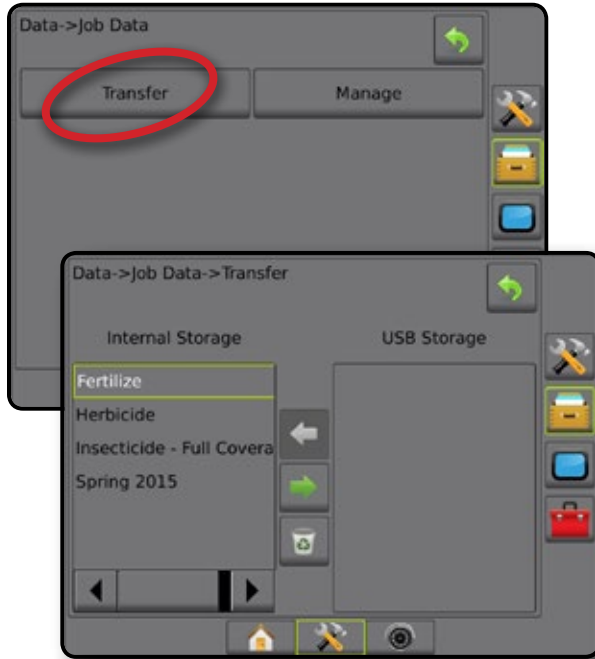 Data->Job Data
Transfer Manage
Data->Job Data->Transfer
Internal Storage USB Storage
Fertilize
Herbicide
Insecticide - Full Covera
Spring 2015